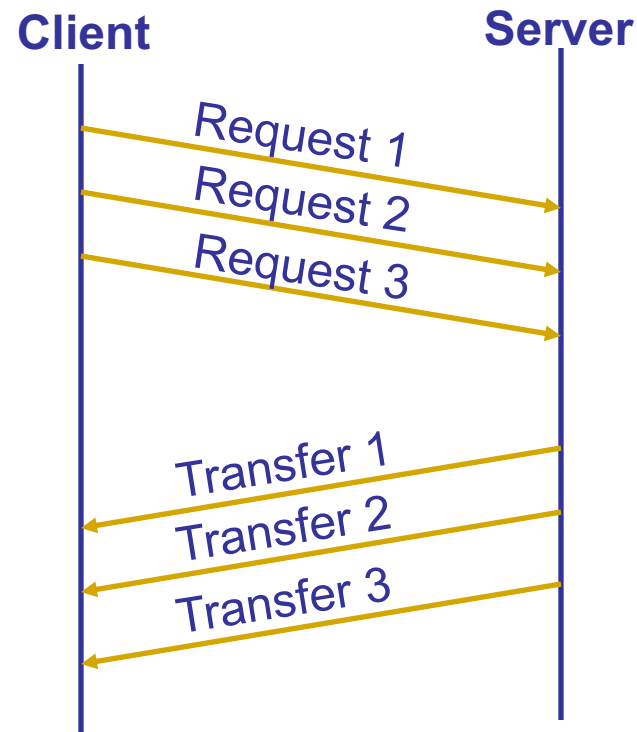 Client
Server
Request 1
Request 2
Request 3
Transfer 1
Transfer 2
Transfer 3